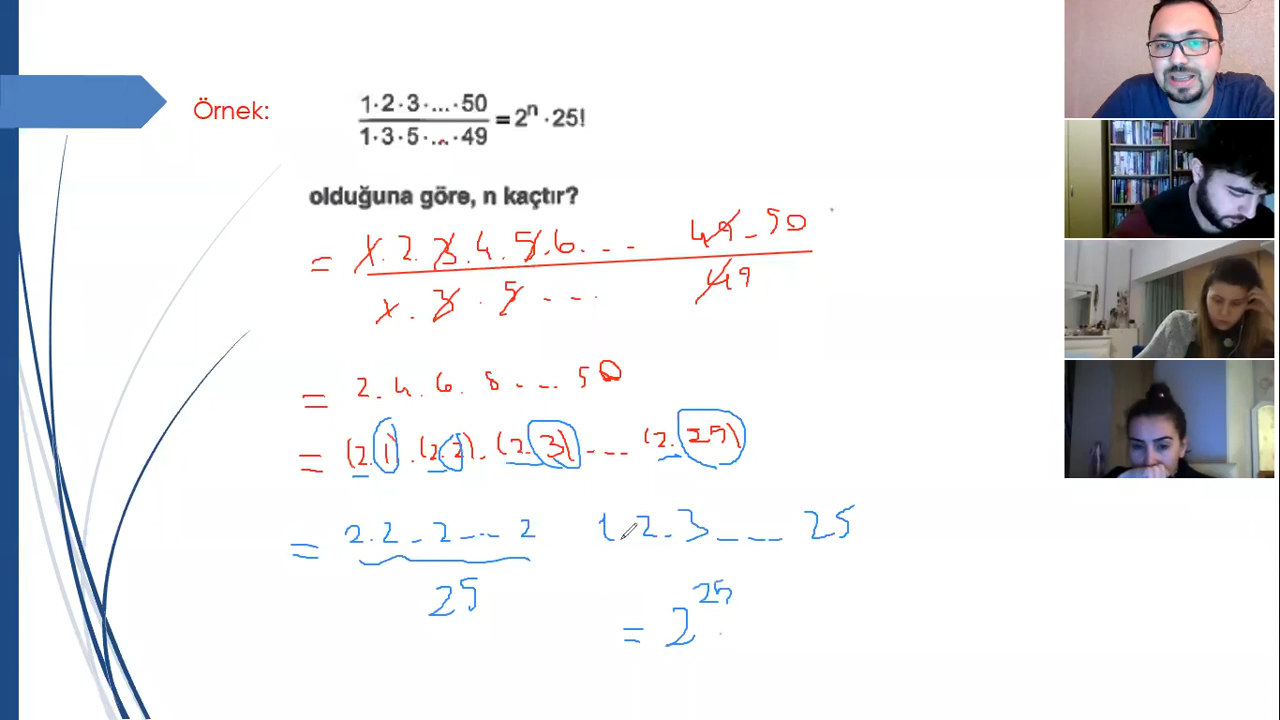 Örnek:
1·2·3·...·50 / 1·3·5·...·49 = 2ⁿ·25!
olduğuna göre, n kaçtır?
= 1.2.3.4.5.6. ... 49.50 / 1.3.5 ... 49
= 2.4.6.8 ... 50
= (2.1).(2.2).(2.3) ... (2.25)
= 2.2.2 ... 2 1.2.3 ... 25
25
= 2²⁵